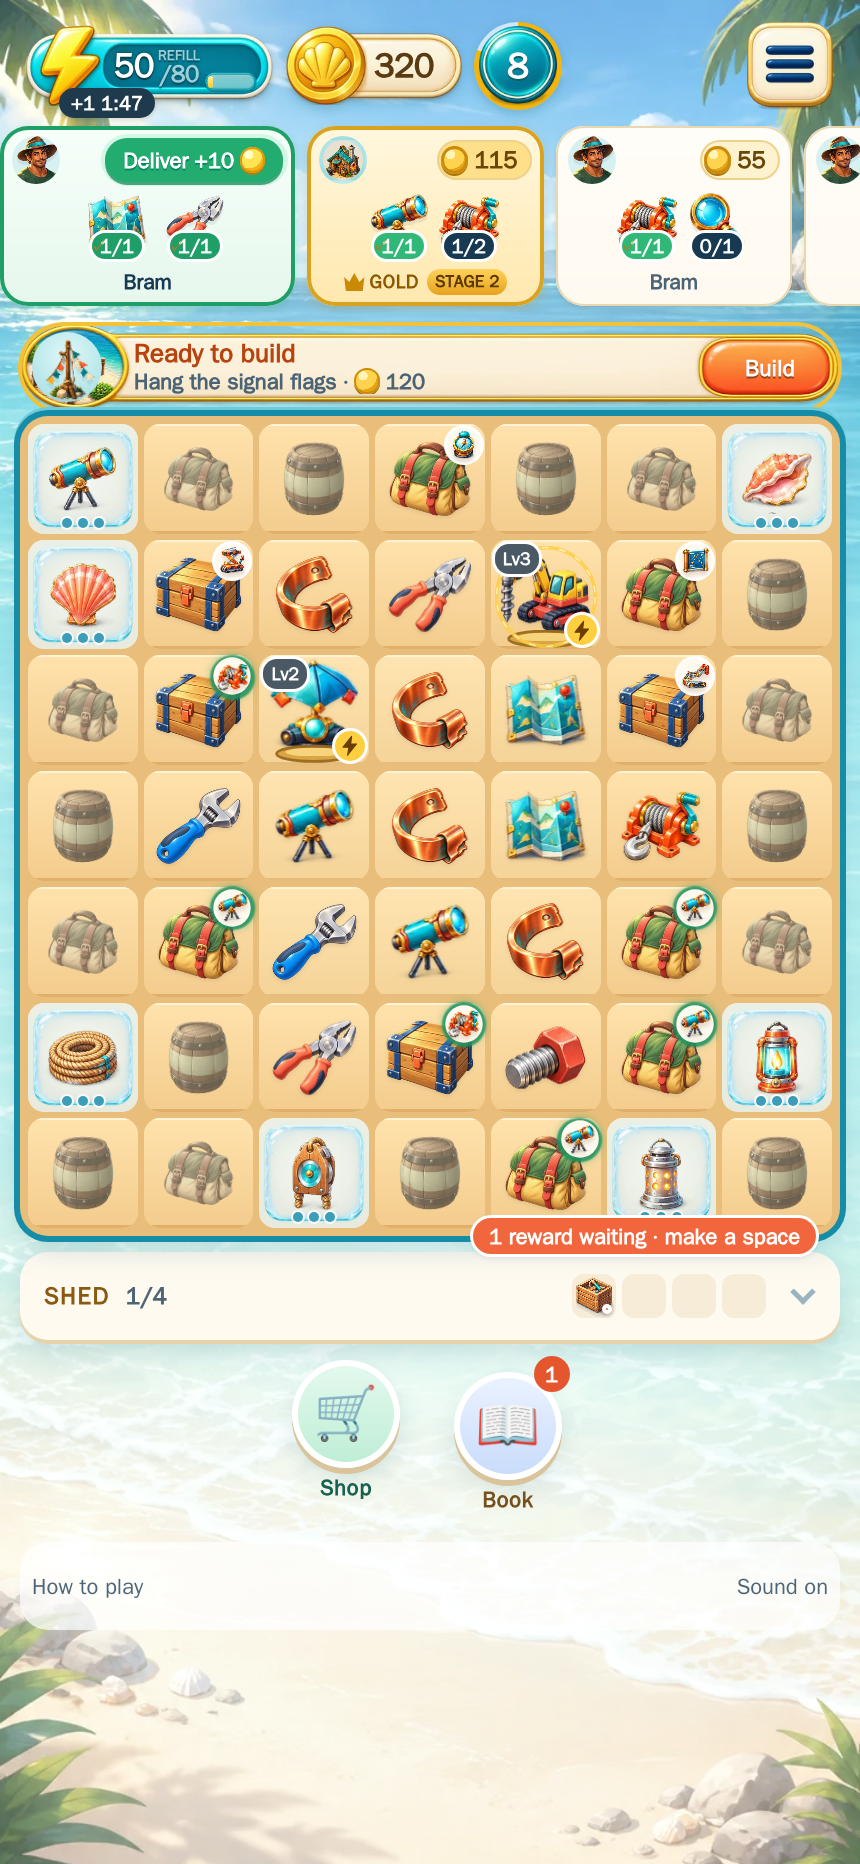 50 REFILL /80
+1 1:47
320
8
Deliver +10
1/1
1/1
Bram
115
1/1
1/2
GOLD STAGE 2
55
1/1
0/1
Bram
Ready to build
Hang the signal flags · 120
Build
Lv3
Lv2
1 reward waiting · make a space
SHED 1/4
1
Shop
Book
How to play
Sound on